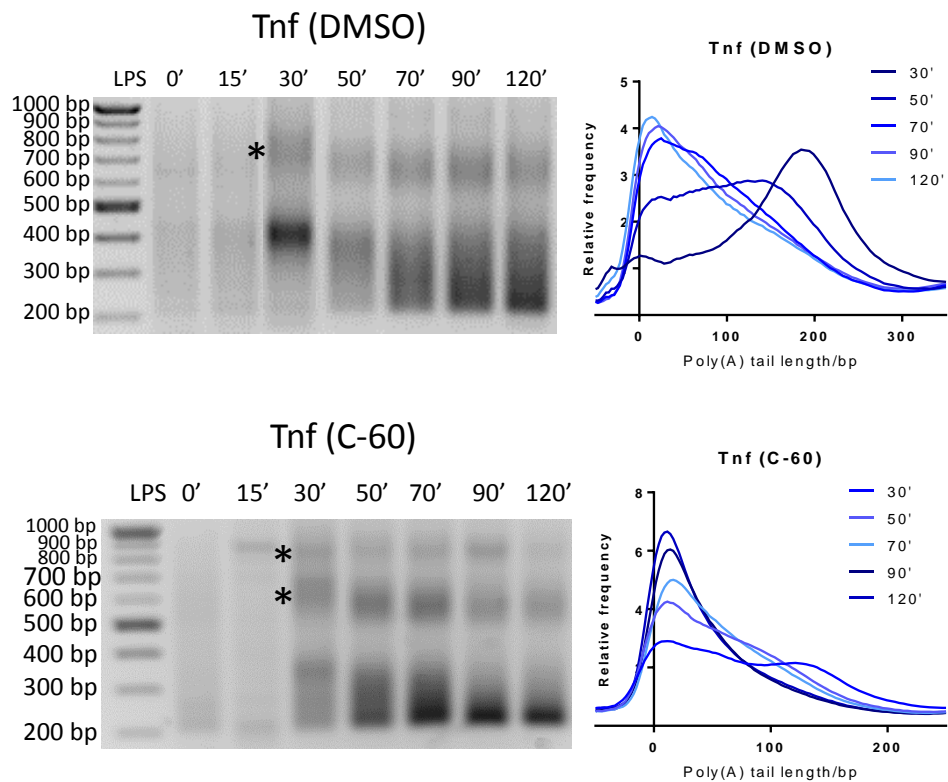 Tnf (DMSO)
LPS 0’ 15’ 30’ 50’ 70’ 90’ 120’
1000 bp
900 bp
800 bp
700 bp
600 bp
500 bp
400 bp
300 bp
200 bp
*
Tnf (DMSO)
Relative frequency
5
4
3
2
0 100 200 300
Poly(A) tail length/bp
30'
50'
70'
90'
120'
Tnf (C-60)
LPS 0’ 15’ 30’ 50’ 70’ 90’ 120’
1000 bp
900 bp
800 bp
700 bp
600 bp
500 bp
400 bp
300 bp
200 bp
*
*
Tnf (C-60)
Relative frequency
8
6
4
0 100 200
Poly(A) tail length/bp
30'
50'
70'
90'
120'